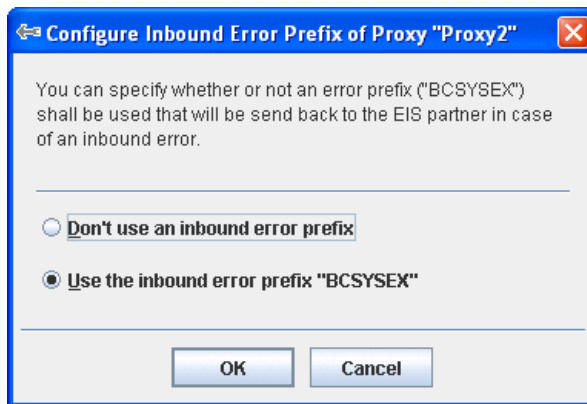 Configure Inbound Error Prefix of Proxy "Proxy2"
You can specify whether or not an error prefix ("BCSYSEX")
shall be used that will be send back to the EIS partner in case
of an inbound error.
Don't use an inbound error prefix
Use the inbound error prefix "BCSYSEX"
OK Cancel